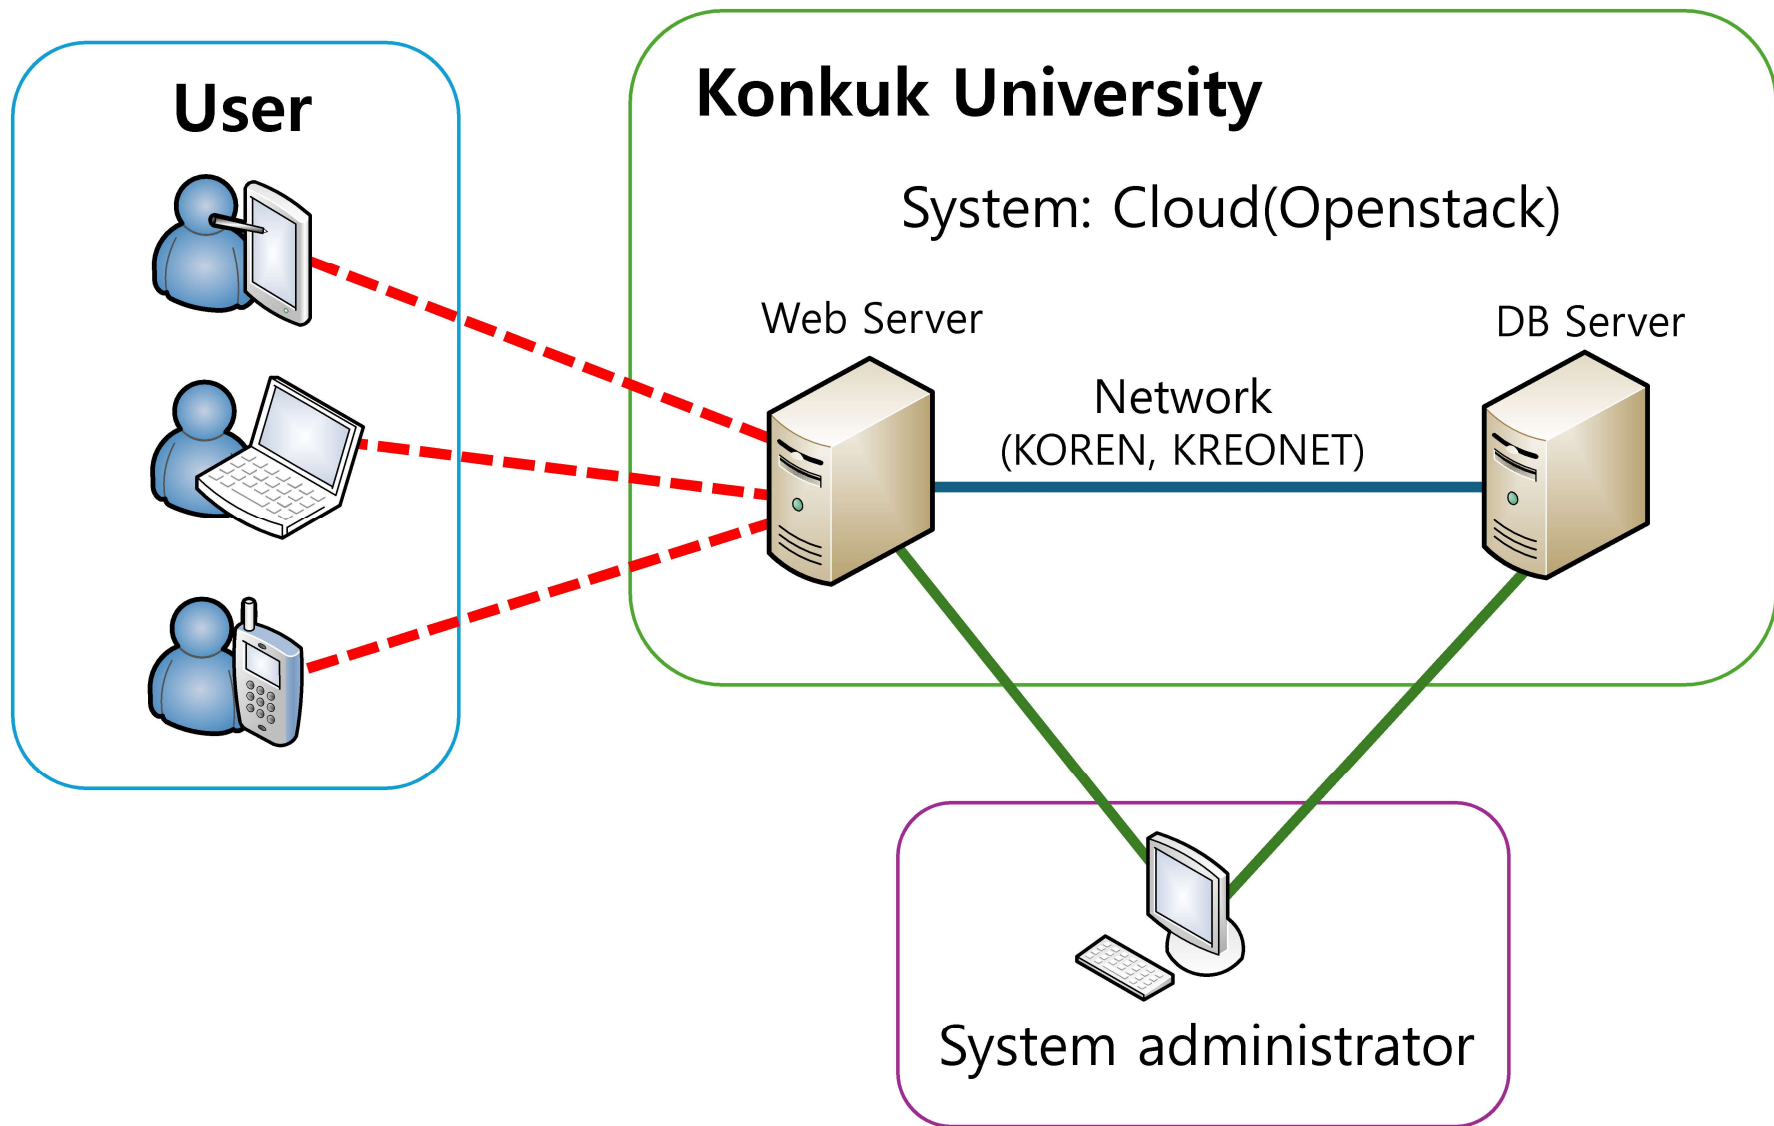 User
Konkuk University
System: Cloud(Openstack)
Web Server
DB Server
Network
(KOREN, KREONET)
System administrator